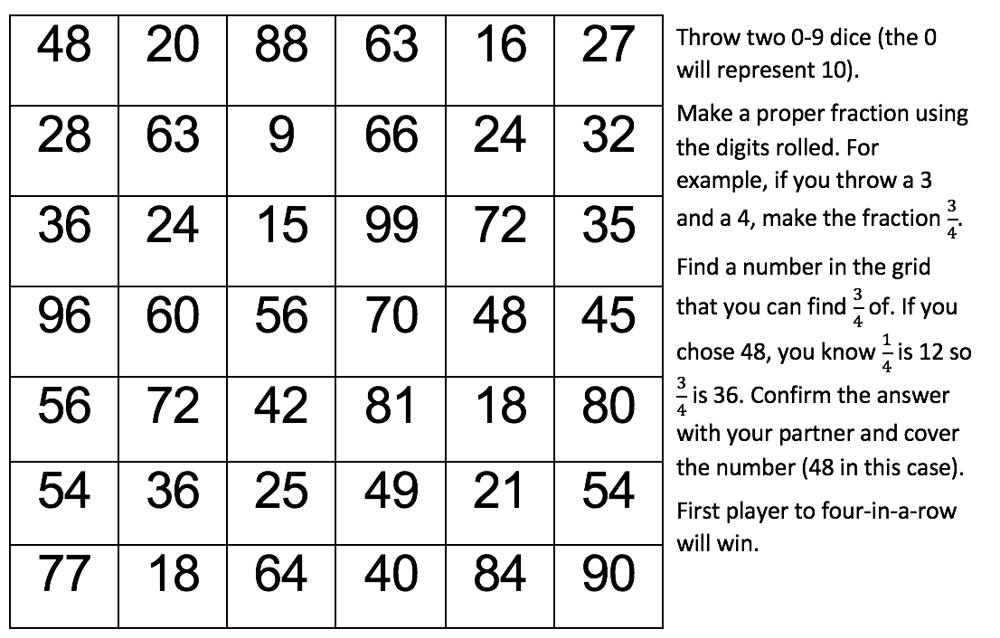 48 20 88 63 16 27
28 63 9 66 24 32
36 24 15 99 72 35
96 60 56 70 48 45
56 72 42 81 18 80
54 36 25 49 21 54
77 18 64 40 84 90
Throw two 0-9 dice (the 0
will represent 10).
Make a proper fraction using
the digits rolled. For
example, if you throw a 3
and a 4, make the fraction 3/4.
Find a number in the grid
that you can find 3/4 of. If you
chose 48, you know 1/4 is 12 so
3/4 is 36. Confirm the answer
with your partner and cover
the number (48 in this case).
First player to four-in-a-row
will win.